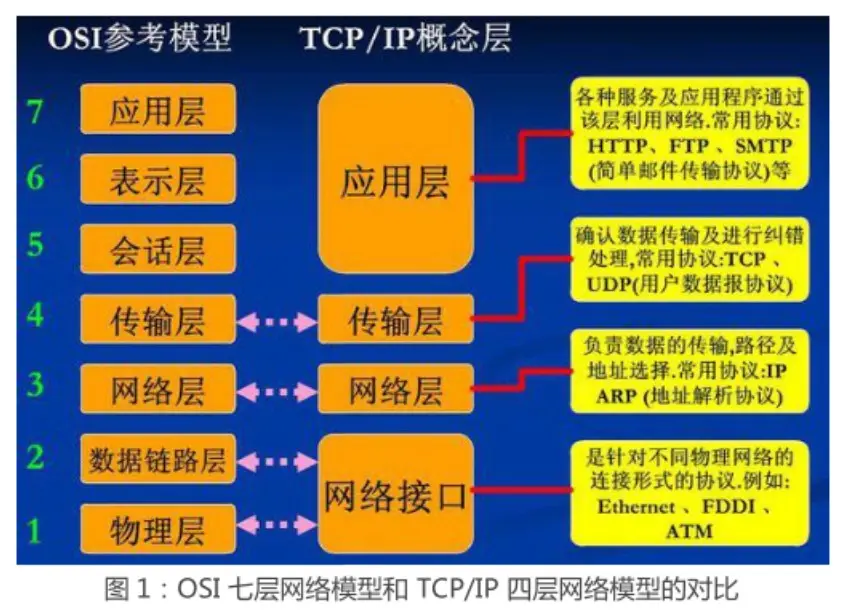 OSI参考模型 TCP/IP概念层
7 应用层
6 表示层
5 会话层
4 传输层
3 网络层
2 数据链路层
1 物理层
应用层
传输层
网络层
网络接口
各种服务及应用程序通过
该层利用网络.常用协议:
HTTP、FTP 、SMTP
(简单邮件传输协议)等
确认数据传输及进行纠错
处理,常用协议:TCP 、
UDP(用户数据报协议)
负责数据的传输,路径及
地址选择.常用协议:IP
ARP (地址解析协议)
是针对不同物理网络的
连接形式的协议.例如:
Ethernet 、FDDI 、
ATM
图 1：OSI 七层网络模型和 TCP/IP 四层网络模型的对比